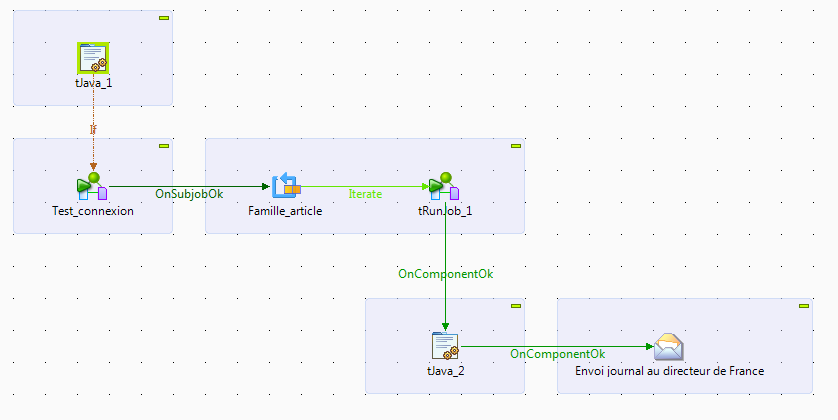 tJava_1
If
Test_connexion
OnSubjobOk
Famille_article
Iterate
tRunJob_1
OnComponentOk
tJava_2
OnComponentOk
Envoi journal au directeur de France